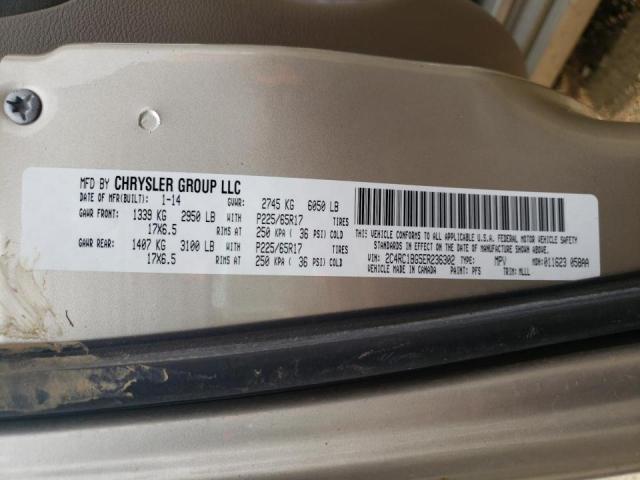 MFD BY CHRYSLER GROUP LLC
DATE OF MFR(BUILT): 1-14 GVWR: 2745 KG 6050 LB
GAWR FRONT: 1339 KG 2950 LB WITH P225/65R17 TIRES
17X6.5 RIMS AT 250 KPA ( 36 PSI) COLD
GAWR REAR: 1407 KG 3100 LB WITH P225/65R17 TIRES
17X6.5 RIMS AT 250 KPA ( 36 PSI) COLD
THIS VEHICLE CONFORMS TO ALL APPLICABLE U.S.A. FEDERAL MOTOR VEHICLE SAFETY
STANDARDS IN EFFECT ON THE DATE OF MANUFACTURE SHOWN ABOVE.
VIN: 2C4RC1BG5ER236302 TYPE: MPV MDH: 011623 058AA
VEHICLE MADE IN CANADA PAINT: PFS TRIM: MLLL